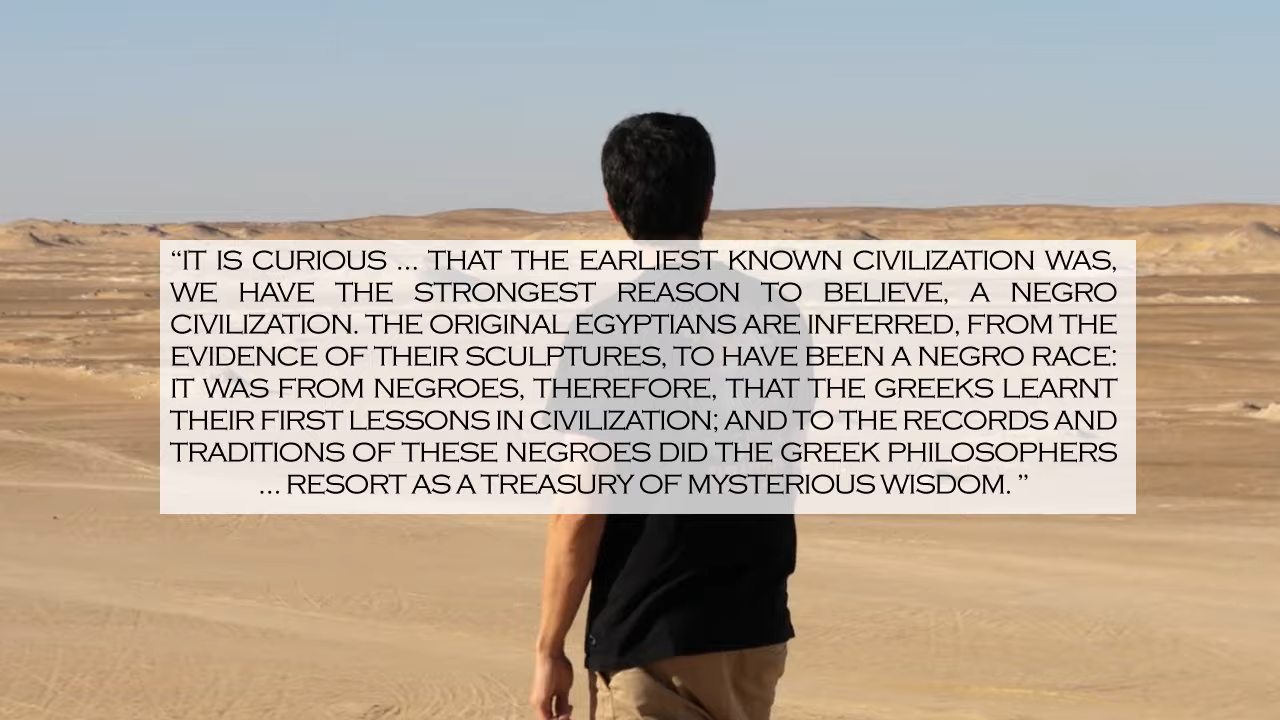 “IT IS CURIOUS ... THAT THE EARLIEST KNOWN CIVILIZATION WAS,
WE HAVE THE STRONGEST REASON TO BELIEVE, A NEGRO
CIVILIZATION. THE ORIGINAL EGYPTIANS ARE INFERRED, FROM THE
EVIDENCE OF THEIR SCULPTURES, TO HAVE BEEN A NEGRO RACE:
IT WAS FROM NEGROES, THEREFORE, THAT THE GREEKS LEARNT
THEIR FIRST LESSONS IN CIVILIZATION; AND TO THE RECORDS AND
TRADITIONS OF THESE NEGROES DID THE GREEK PHILOSOPHERS
... RESORT AS A TREASURY OF MYSTERIOUS WISDOM. ”